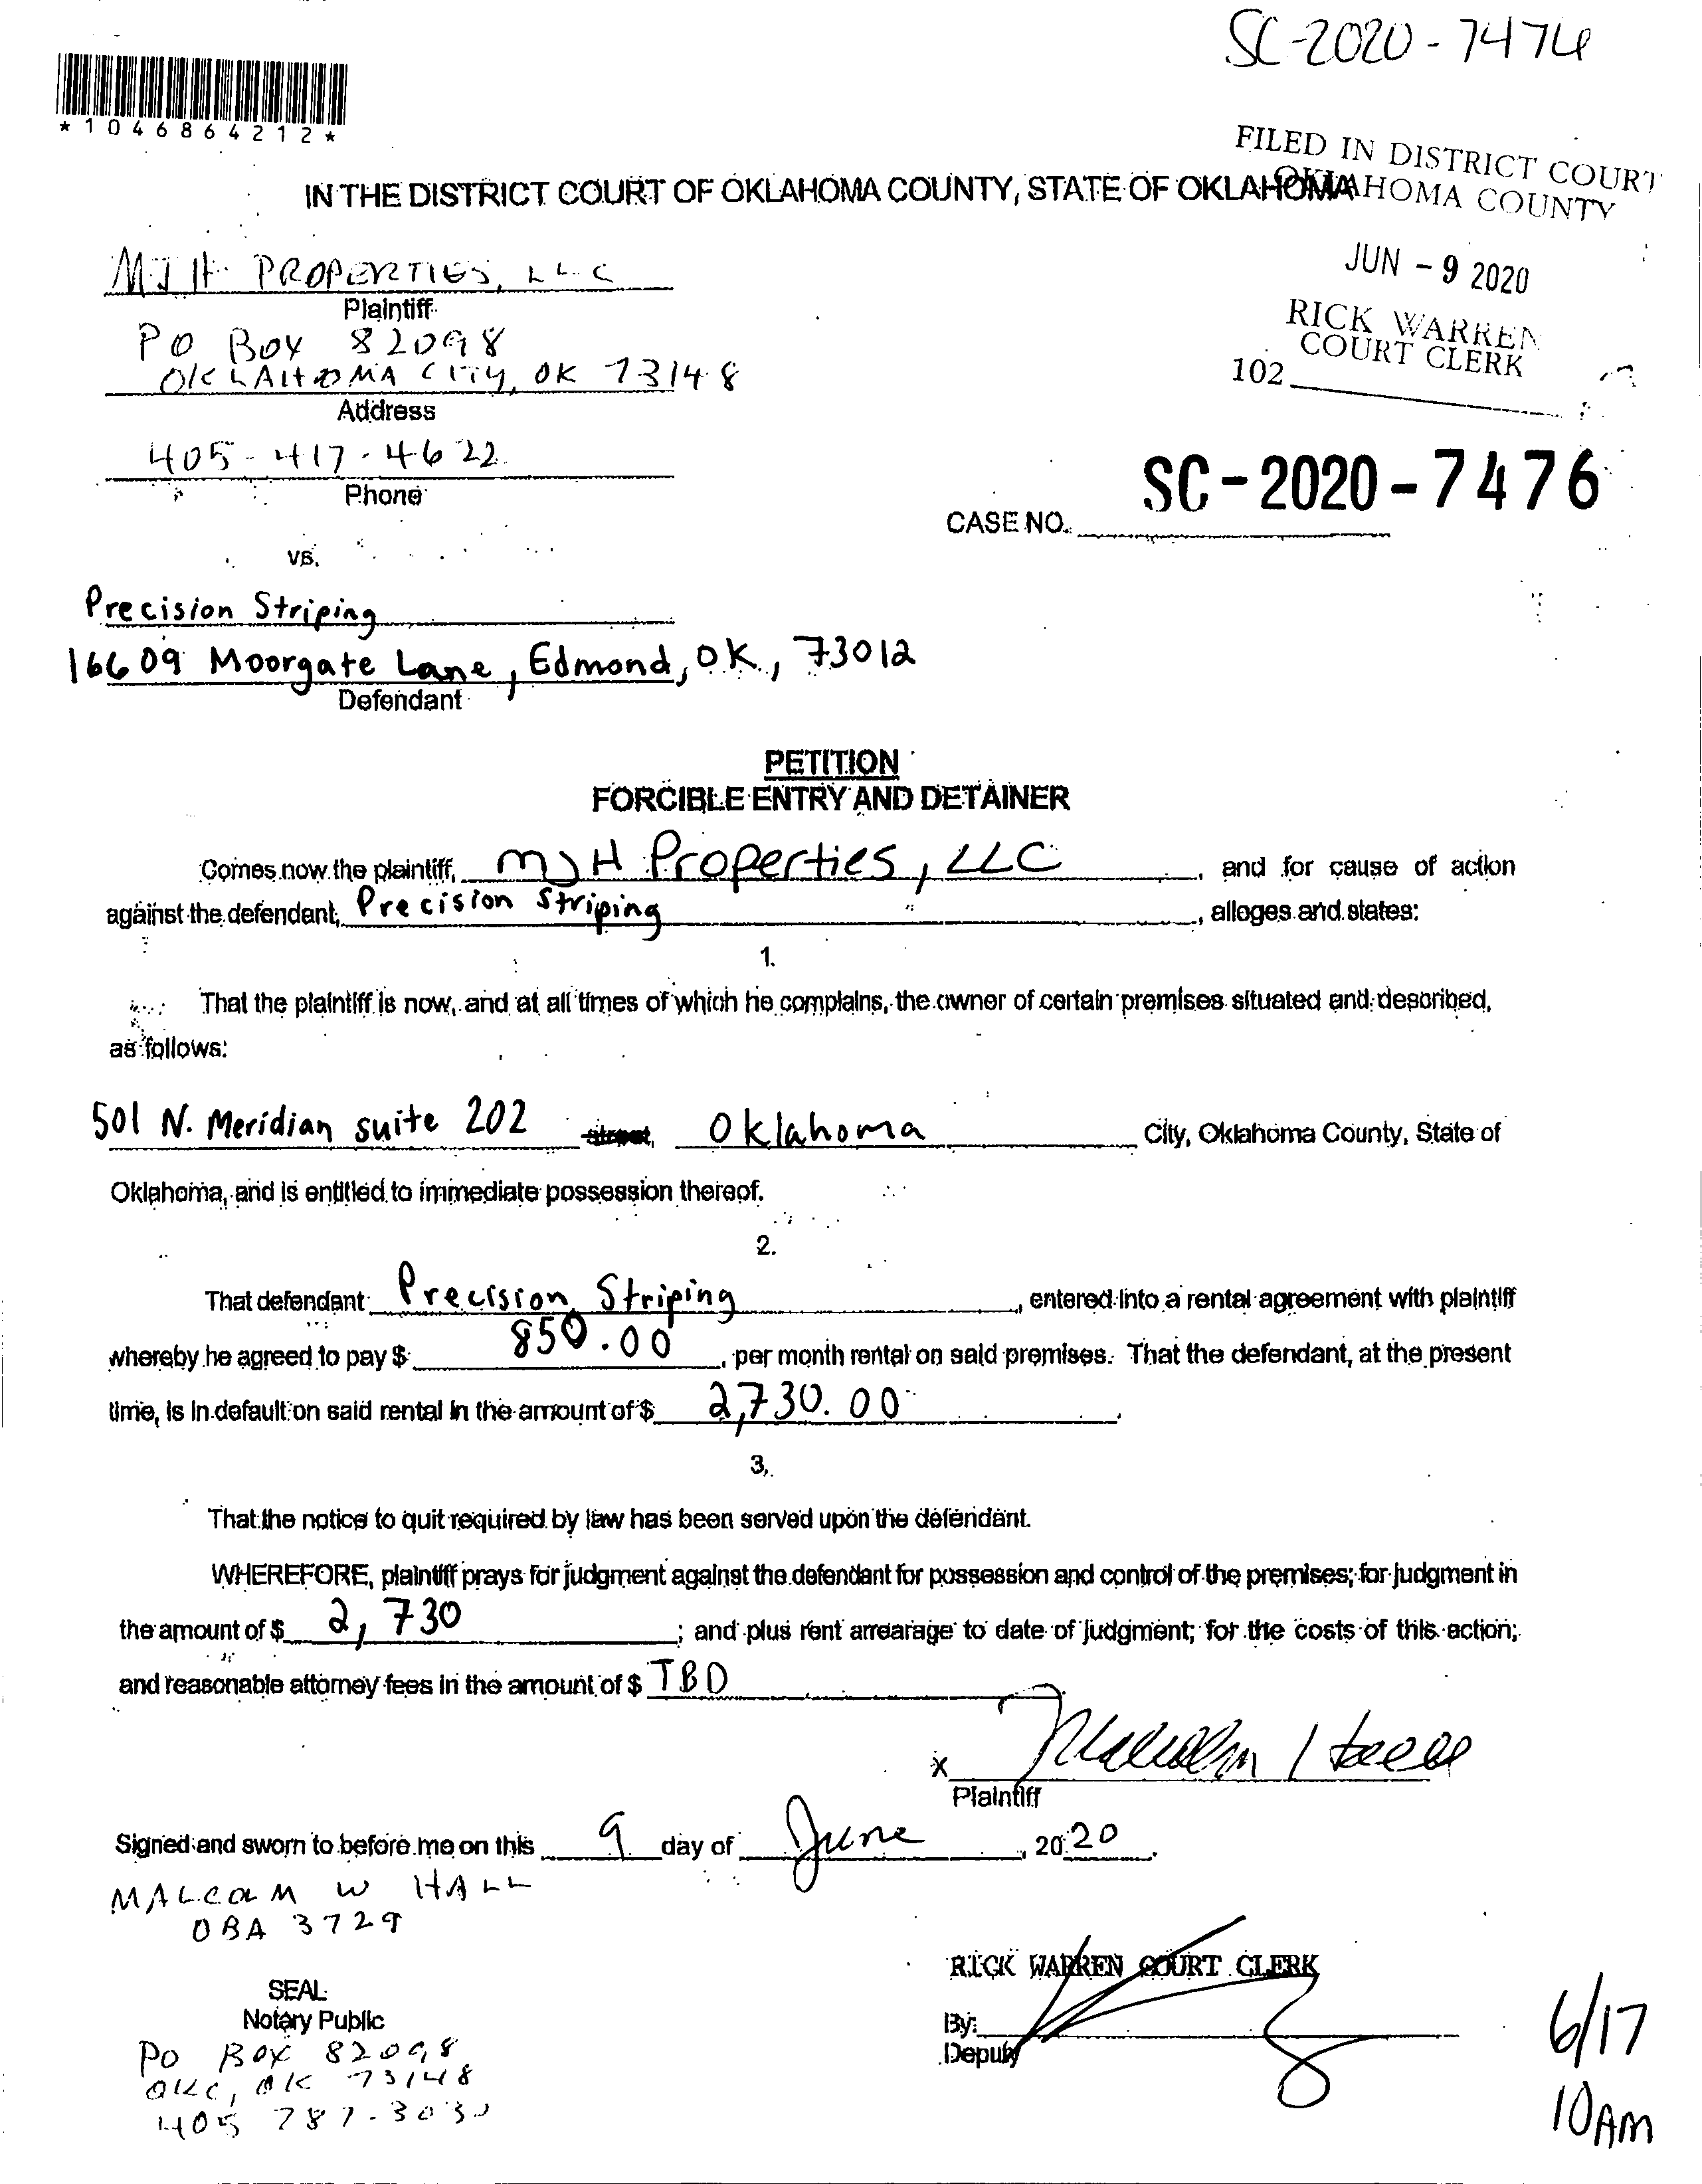 SC-2020-7476
*1046864212*
FILED IN DISTRICT COURT
OKLAHOMA COUNTY
IN THE DISTRICT COURT OF OKLAHOMA COUNTY, STATE OF OKLAHOMA
JUN - 9 2020
MJH PROPERTIES, LLC
Plaintiff
RICK WARREN
COURT CLERK
PO BOX 82098
OKLAHOMA CITY, OK 73148
102
Address
405-417-4622
Phone
SC-2020-7476
CASE NO.
vs.
Precision Striping
16609 Moorgate Lane, Edmond, OK., 73012
Defendant
PETITION
FORCIBLE ENTRY AND DETAINER
Comes now the plaintiff, MJH Properties, LLC, and for cause of action
against the defendant, Precision Striping, alleges and states:
1.
That the plaintiff is now, and at all times of which he complains, the owner of certain premises situated and described,
as follows:
501 N. Meridian suite 202 street, Oklahoma City, Oklahoma County, State of
Oklahoma, and is entitled to immediate possession thereof.
2.
That defendant Precision Striping, entered into a rental agreement with plaintiff
whereby he agreed to pay $ 850.00, per month rental on said premises. That the defendant, at the present
time, is in default on said rental in the amount of $ 2,730.00.
3.
That the notice to quit required by law has been served upon the defendant.
WHEREFORE, plaintiff prays for judgment against the defendant for possession and control of the premises; for judgment in
the amount of $ 2,730; and plus rent arrearage to date of judgment; for the costs of this action;
and reasonable attorney fees in the amount of $ TBD
x Malcolm Hall
Plaintiff
Signed and sworn to before me on this 9 day of June, 2020.
MALCOLM W HALL
OBA 3729
RICK WARREN COURT CLERK
SEAL
Notary Public
By:
Deputy
PO BOX 82098
OKC, OK 73148
405 787-3030
6/17
10AM